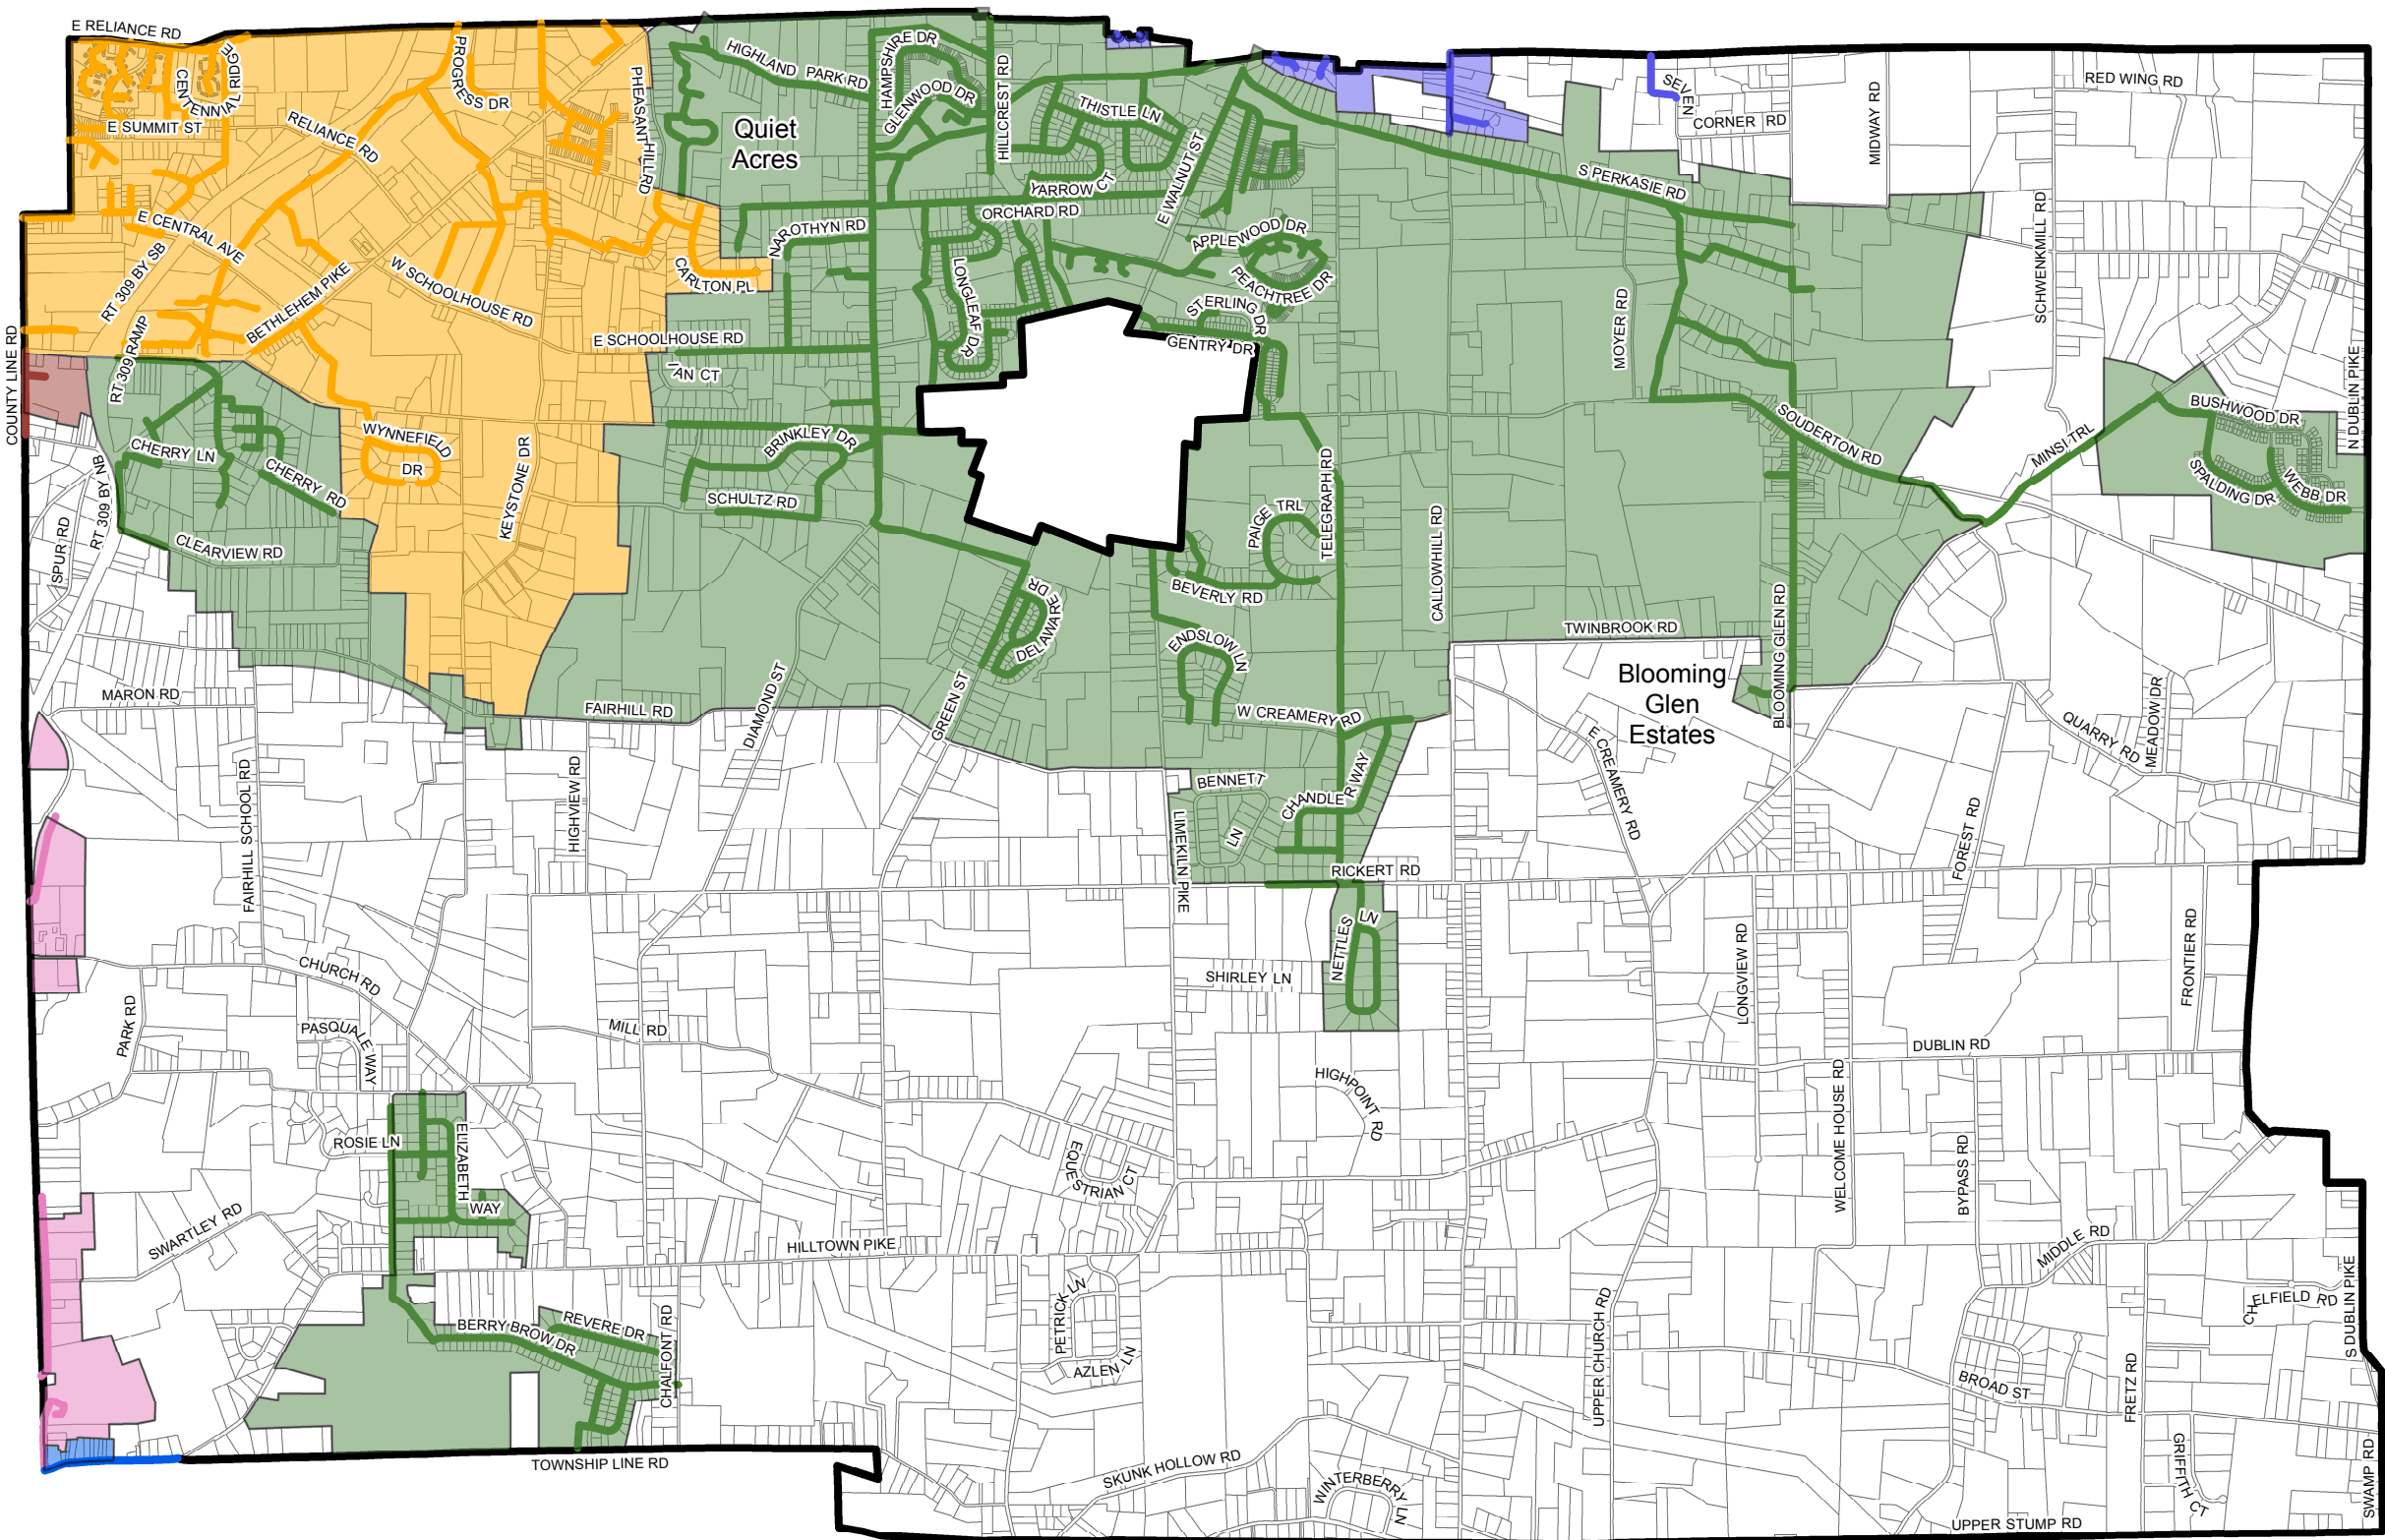 E RELIANCE RD
CENTENNIAL RIDGE
PROGRESS DR
E SUMMIT ST
RELIANCE RD
PHEASANT HILL RD
HIGHLAND PARK RD
HAMPSHIRE DR
GLENWOOD DR
HILLCREST RD
Quiet
Acres
THISTLE LN
YARROW CT
E WALNUT ST
ORCHARD RD
SEVEN
CORNER RD
MIDWAY RD
RED WING RD
S PERKASIE RD
SCHWENKMILL RD
E CENTRAL AVE
RT 309 BY SB
NAROTHYN RD
APPLEWOOD DR
PEACHTREE DR
LONGLEAF DR
CARLTON PL
W SCHOOLHOUSE RD
BETHLEHEM PIKE
RT 309 RAMP
E SCHOOLHOUSE RD
IAN CT
STERLING DR
GENTRY DR
MOYER RD
COUNTY LINE RD
N DUBLIN PIKE
BUSHWOOD DR
SOUDERTON RD
MINSI TRL
SPALDING DR
WEBB DR
WYNNEFIELD
DR
CHERRY LN
CHERRY RD
KEYSTONE DR
BRINKLEY DR
SCHULTZ RD
TELEGRAPH RD
PAIGE TRL
CALLOWHILL RD
RT 309 BY NB
SPUR RD
CLEARVIEW RD
DELAWARE DR
BEVERLY RD
ENDSLOW LN
TWINBROOK RD
BLOOMING GLEN RD
Blooming
Glen
Estates
MARON RD
FAIRHILL RD
DIAMOND ST
GREEN ST
W CREAMERY RD
E CREAMERY RD
QUARRY RD
MEADOW DR
FAIRHILL SCHOOL RD
HIGHVIEW RD
BENNETT
LN
CHANDLER WAY
LIMEKILN PIKE
RICKERT RD
FOREST RD
NETTLES LN
SHIRLEY LN
LONGVIEW RD
FRONTIER RD
CHURCH RD
PARK RD
PASQUALE WAY
MILL RD
DUBLIN RD
HIGHPOINT RD
WELCOME HOUSE RD
BYPASS RD
ROSIE LN
ELIZABETH
WAY
EQUESTRIAN CT
SWARTLEY RD
HILLTOWN PIKE
MIDDLE RD
S DUBLIN PIKE
CHELFIELD RD
PETRICK LN
AZLEN LN
BERRY BROW DR
REVERE DR
CHALFONT RD
UPPER CHURCH RD
BROAD ST
FRETZ RD
GRIFFITH CT
SWAMP RD
TOWNSHIP LINE RD
SKUNK HOLLOW RD
WINTERBERRY LN
UPPER STUMP RD